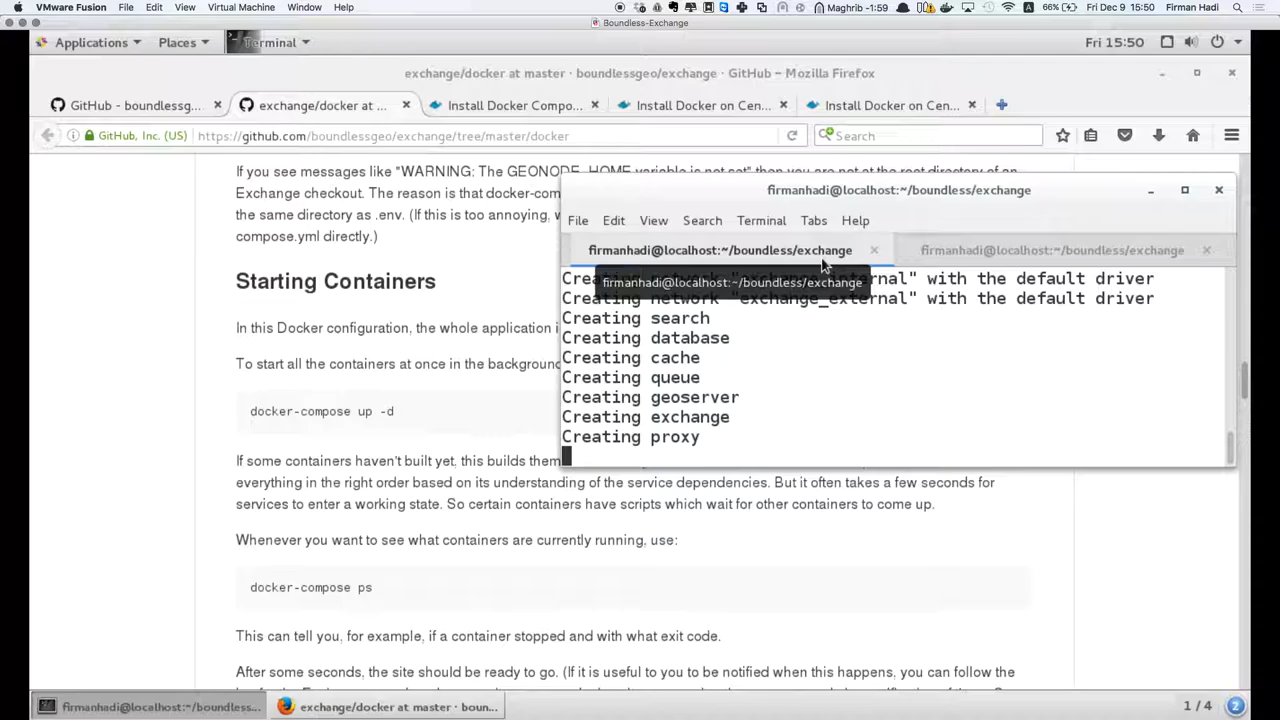 VMware Fusion File Edit View Virtual Machine Window Help Maghrib -1:59 66% Fri Dec 9 15:50 Firman Hadi
Boundless-Exchange
Applications Places Terminal Fri 15:50
exchange/docker at master · boundlessgeo/exchange · GitHub – Mozilla Firefox
GitHub - boundlessg... exchange/docker at ... Install Docker Compo... Install Docker on Cen... Install Docker on Cen...
GitHub, Inc. (US) https://github.com/boundlessgeo/exchange/tree/master/docker Search
If you see messages like "WARNING: The GEONODE_HOME variable is not set" then you are not at the root directory of an
Exchange checkout. The reason is that docker-com
the same directory as .env. (If this is too annoying, w
compose.yml directly.)
Starting Containers
In this Docker configuration, the whole application i
To start all the containers at once in the background
docker-compose up -d
If some containers haven't built yet, this builds them
everything in the right order based on its understanding of the service dependencies. But it often takes a few seconds for
services to enter a working state. So certain containers have scripts which wait for other containers to come up.
Whenever you want to see what containers are currently running, use:
docker-compose ps
This can tell you, for example, if a container stopped and with what exit code.
After some seconds, the site should be ready to go. (If it is useful to you to be notified when this happens, you can follow the
firmanhadi@localhost:~/boundless/exchange
File Edit View Search Terminal Tabs Help
firmanhadi@localhost:~/boundless/exchange firmanhadi@localhost:~/boundless/exchange
Creating network "exchange_internal" with the default driver
firmanhadi@localhost:~/boundless/exchange
Creating network "exchange_external" with the default driver
Creating search
Creating database
Creating cache
Creating queue
Creating geoserver
Creating exchange
Creating proxy
firmanhadi@localhost:~/boundless... exchange/docker at master · boun... 1 / 4 2